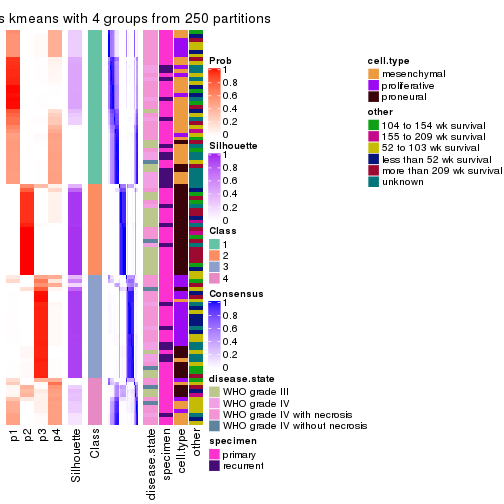 s kmeans with 4 groups from 250 partitions
Prob
1
0.8
0.6
0.4
0.2
0
Silhouette
1
0.8
0.6
0.4
0.2
0
Class
1
2
3
4
Consensus
1
0.8
0.6
0.4
0.2
0
disease.state
WHO grade III
WHO grade IV
WHO grade IV with necrosis
WHO grade IV without necrosis
specimen
primary
recurrent
cell.type
mesenchymal
proliferative
proneural
other
104 to 154 wk survival
155 to 209 wk survival
52 to 103 wk survival
less than 52 wk survival
more than 209 wk survival
unknown
p1
p2
p3
p4
Silhouette
Class
disease.state
specimen
cell.type
other